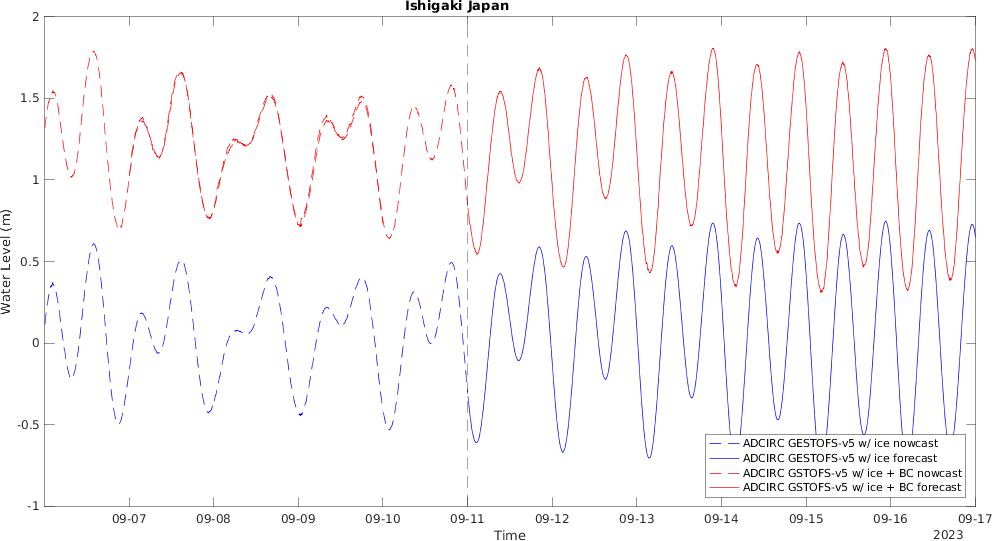 Ishigaki Japan
2
1.5
1
0.5
0
-0.5
-1
Water Level (m)
ADCIRC GESTOFS-v5 w/ ice nowcast
ADCIRC GESTOFS-v5 w/ ice forecast
ADCIRC GSTOFS-v5 w/ ice + BC nowcast
ADCIRC GSTOFS-v5 w/ ice + BC forecast
09-07 09-08 09-09 09-10 09-11 09-12 09-13 09-14 09-15 09-16 09-17
Time
2023